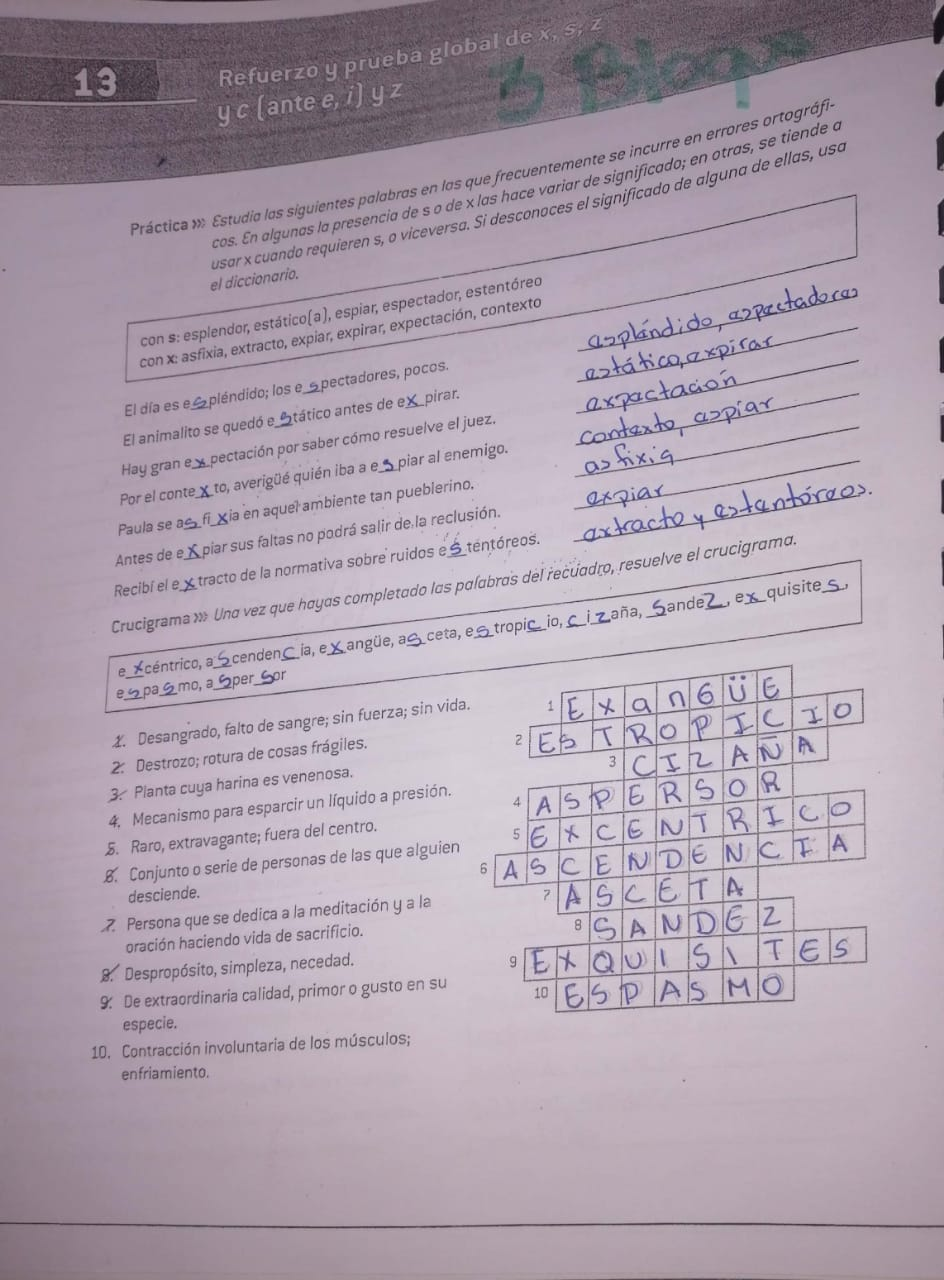 13
Refuerzo y prueba global de x, s, z
y c (ante e, i) y z
3 Bloque
Práctica >>> Estudia las siguientes palabras en las que frecuentemente se incurre en errores ortográfi-
cos. En algunas la presencia de s o de x las hace variar de significado; en otras, se tiende a
usar x cuando requieren s, o viceversa. Si desconoces el significado de alguna de ellas, usa
el diccionario.
con s: esplendor, estático(a), espiar, espectador, estentóreo
con x: asfixia, extracto, expiar, expirar, expectación, contexto
El día es espléndido; los espectadores, pocos. espléndido, espectadores
El animalito se quedó estático antes de expirar. estático, expirar
Hay gran expectación por saber cómo resuelve el juez. expectación
Por el contexto, averigüé quién iba a espiar al enemigo. contexto, espiar
Paula se asfixia en aquel ambiente tan pueblerino. asfixia
Antes de expiar sus faltas no podrá salir de la reclusión. expiar
Recibí el extracto de la normativa sobre ruidos estentóreos. extracto y estentóreos.
Crucigrama >>> Una vez que hayas completado las palabras del recuadro, resuelve el crucigrama.
excéntrico, ascendencia, exangüe, asceta, estropicio, cizaña, Sandez, exquisites,
espasmo, aspersor
1. Desangrado, falto de sangre; sin fuerza; sin vida.
2. Destrozo; rotura de cosas frágiles.
3. Planta cuya harina es venenosa.
4. Mecanismo para esparcir un líquido a presión.
5. Raro, extravagante; fuera del centro.
6. Conjunto o serie de personas de las que alguien
desciende.
7. Persona que se dedica a la meditación y a la
oración haciendo vida de sacrificio.
8. Despropósito, simpleza, necedad.
9. De extraordinaria calidad, primor o gusto en su
especie.
10. Contracción involuntaria de los músculos;
enfriamiento.
1 ExanGÜE
2 ESTROPICIO
3 CIZAÑA
4 ASPERSOR
5 EXCENTRICO
6 ASCENDENCIA
7 ASCETA
8 SANDEZ
9 EXQUISITES
10 ESPASMO